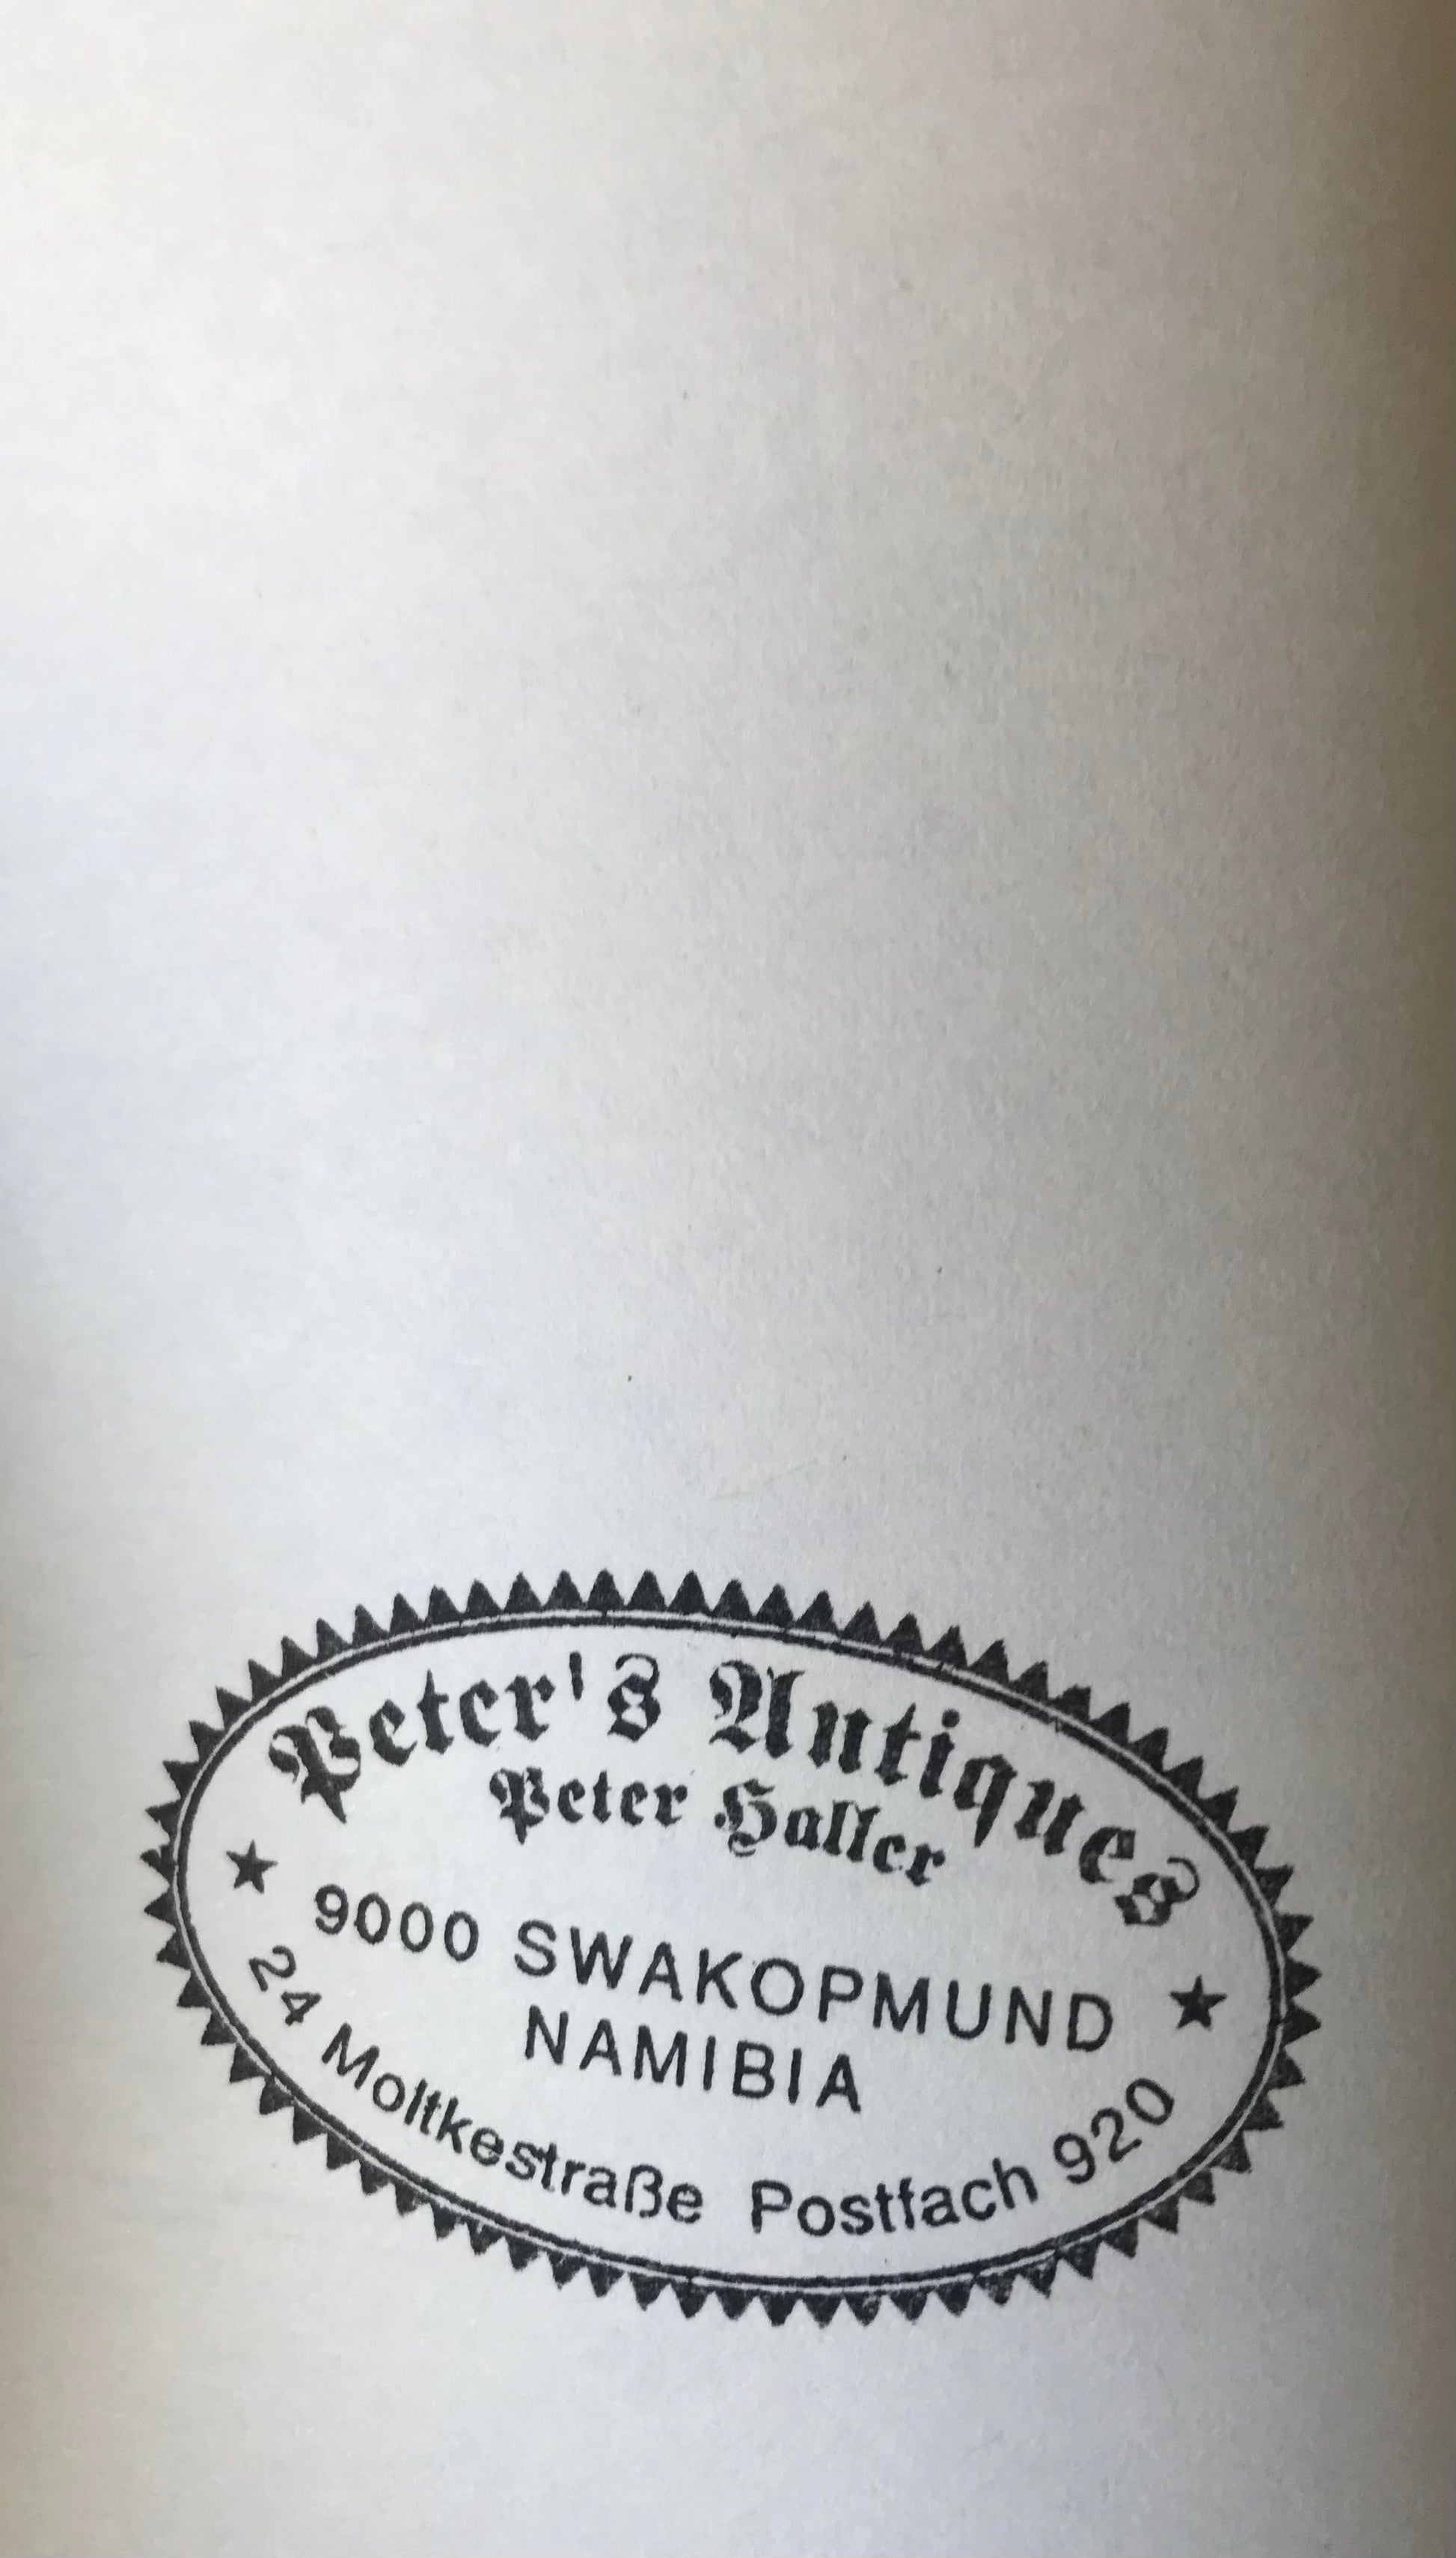 Peter's Antiques
Peter Haller
9000 SWAKOPMUND
NAMIBIA
24 Moltkestraße Postfach 920